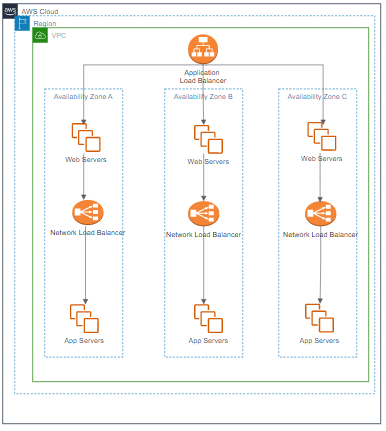 aws
AWS Cloud
Region
VPC
Application
Load Balancer
Availability Zone A
Availability Zone B
Availability Zone C
Web Servers
Web Servers
Web Servers
Network Load Balancer
Network Load Balancer
Network Load Balancer
App Servers
App Servers
App Servers